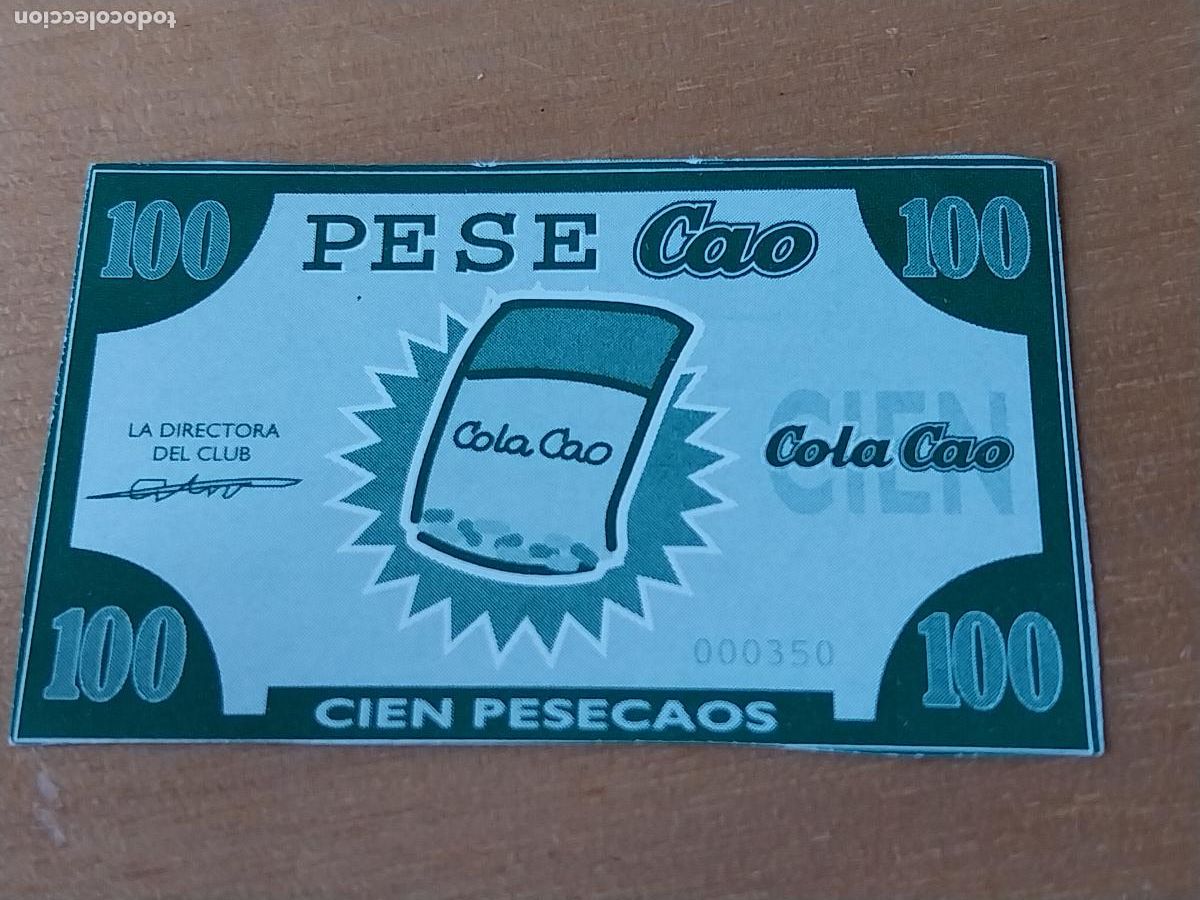 todocoleccion
100 PESE Cao 100
LA DIRECTORA
DEL CLUB
Cola Cao
CIEN
Cola Cao
000350
100 100
CIEN PESECAOS